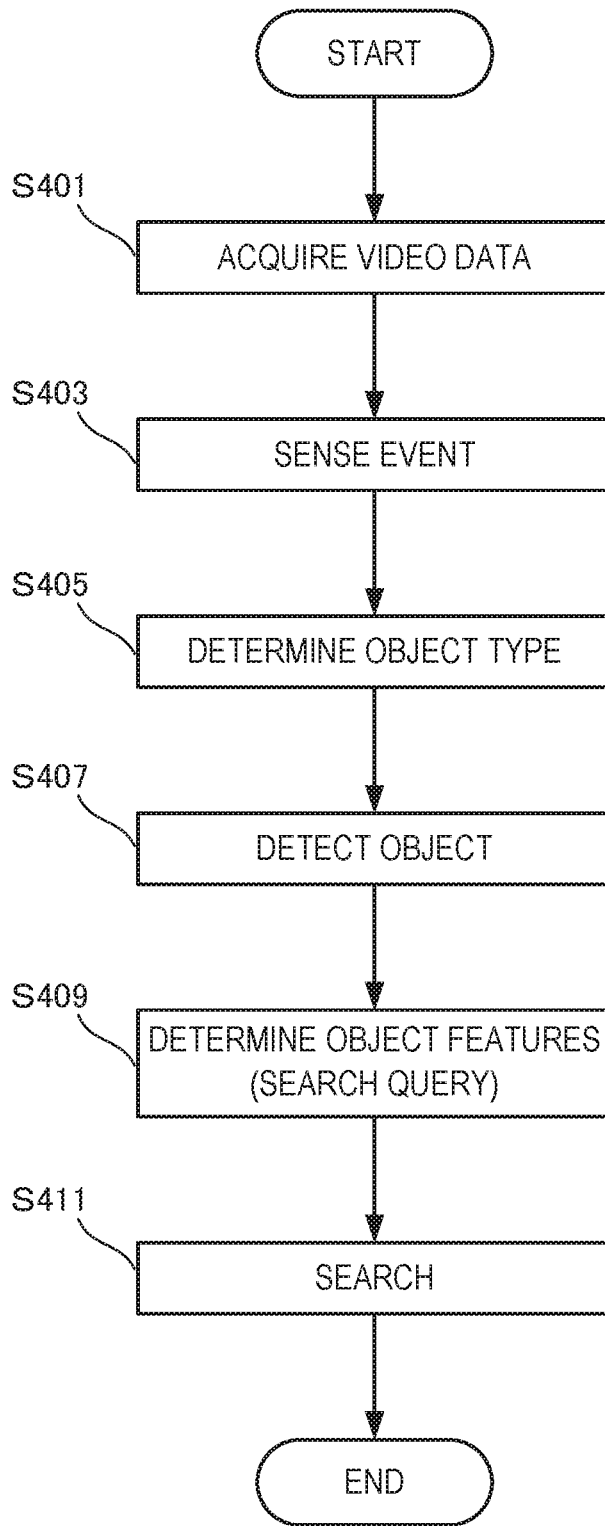 START
S401
ACQUIRE VIDEO DATA
S403
SENSE EVENT
S405
DETERMINE OBJECT TYPE
S407
DETECT OBJECT
S409
DETERMINE OBJECT FEATURES
(SEARCH QUERY)
S411
SEARCH
END